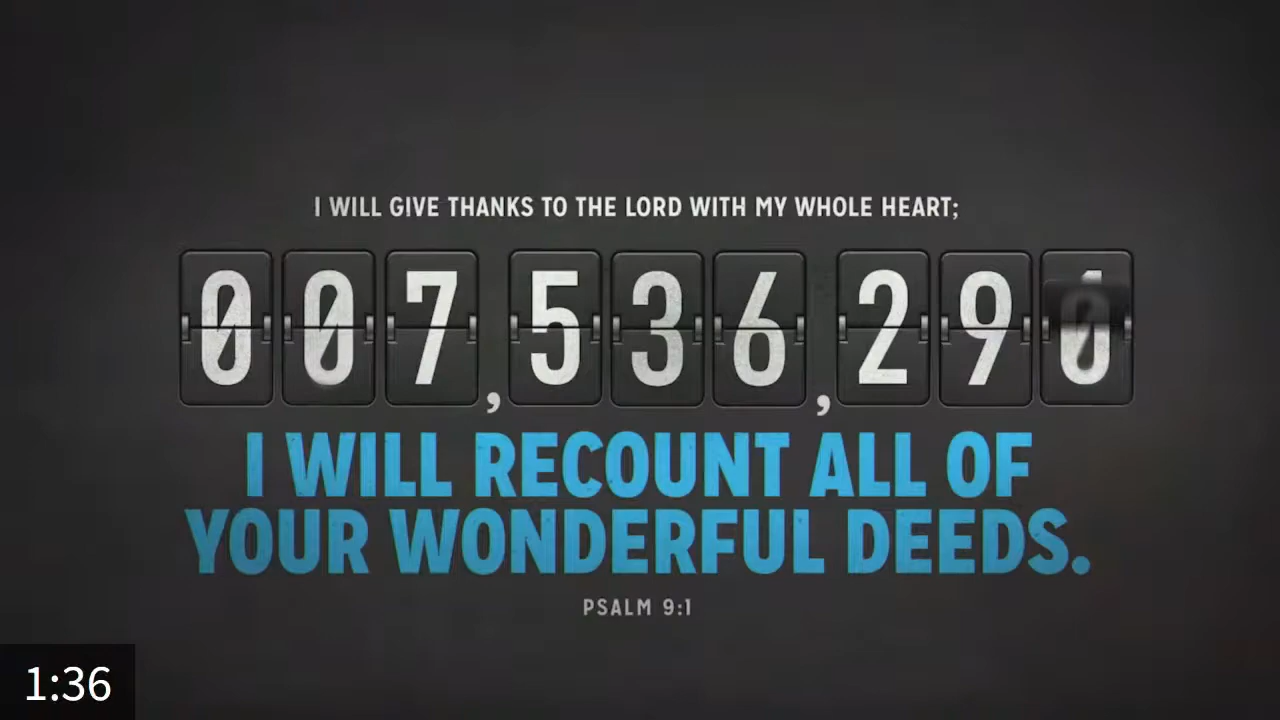 I WILL GIVE THANKS TO THE LORD WITH MY WHOLE HEART;
007,536,29
I WILL RECOUNT ALL OF
YOUR WONDERFUL DEEDS.
PSALM 9:1
1:36